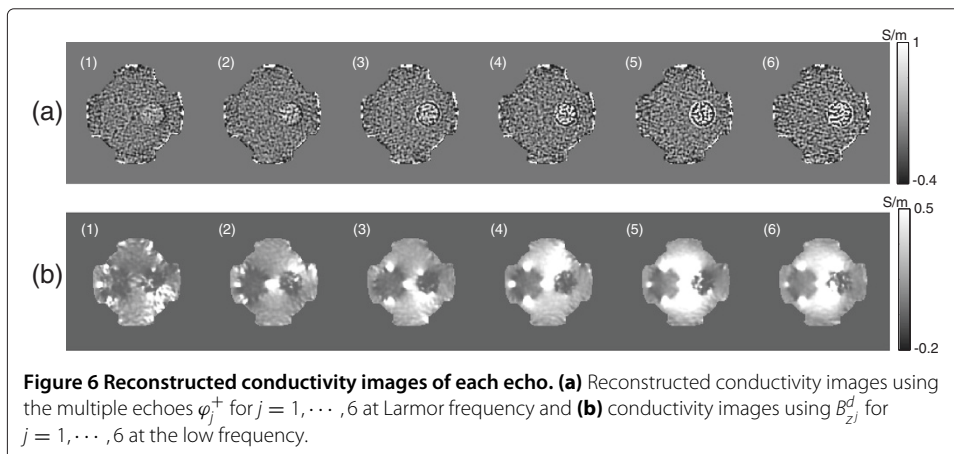 S/m
1
(1) (2) (3) (4) (5) (6)
(a)
-0.4
S/m
0.5
(1) (2) (3) (4) (5) (6)
(b)
-0.2
Figure 6 Reconstructed conductivity images of each echo. (a) Reconstructed conductivity images using
the multiple echoes φ_j^+ for j = 1, ⋯ , 6 at Larmor frequency and (b) conductivity images using B_{z^j}^d for
j = 1, ⋯ , 6 at the low frequency.